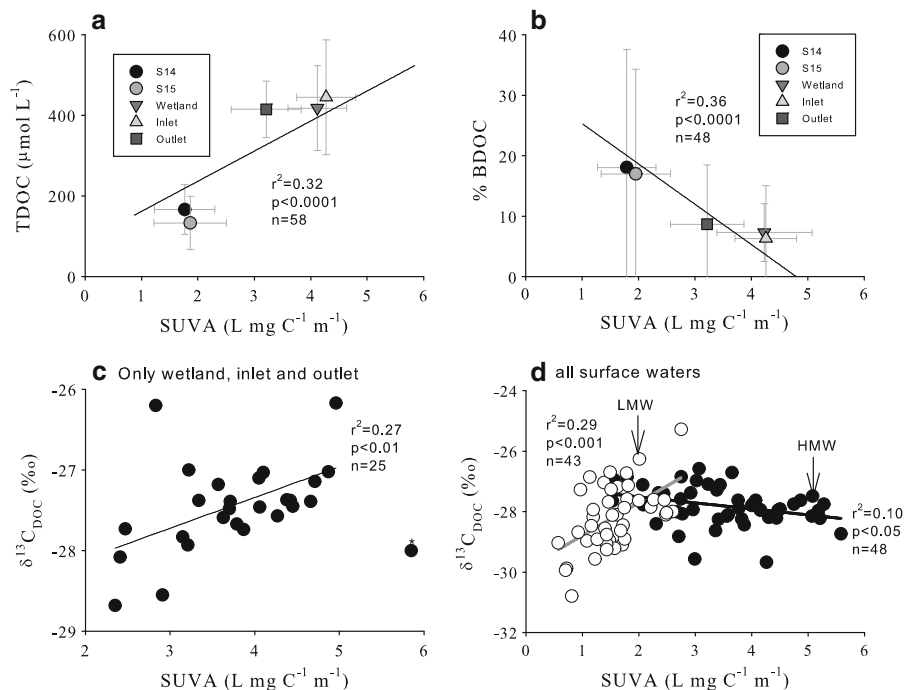 a
600
400
200
0
TDOC (µmol L⁻¹)
S14
S15
Wetland
Inlet
Outlet
r²=0.32
p<0.0001
n=58
0 1 2 3 4 5 6
SUVA (L mg C⁻¹ m⁻¹)
b
40
30
20
10
0
% BDOC
r²=0.36
p<0.0001
n=48
S14
S15
Wetland
Inlet
Outlet
0 1 2 3 4 5 6
SUVA (L mg C⁻¹ m⁻¹)
c Only wetland, inlet and outlet
-26
-27
-28
-29
δ¹³C_DOC (‰)
r²=0.27
p<0.01
n=25
*
2 3 4 5 6
SUVA (L mg C⁻¹ m⁻¹)
d all surface waters
-24
-26
-28
-30
-32
δ¹³C_DOC (‰)
r²=0.29
p<0.001
n=43
LMW
HMW
r²=0.10
p<0.05
n=48
0 1 2 3 4 5 6
SUVA (L mg C⁻¹ m⁻¹)